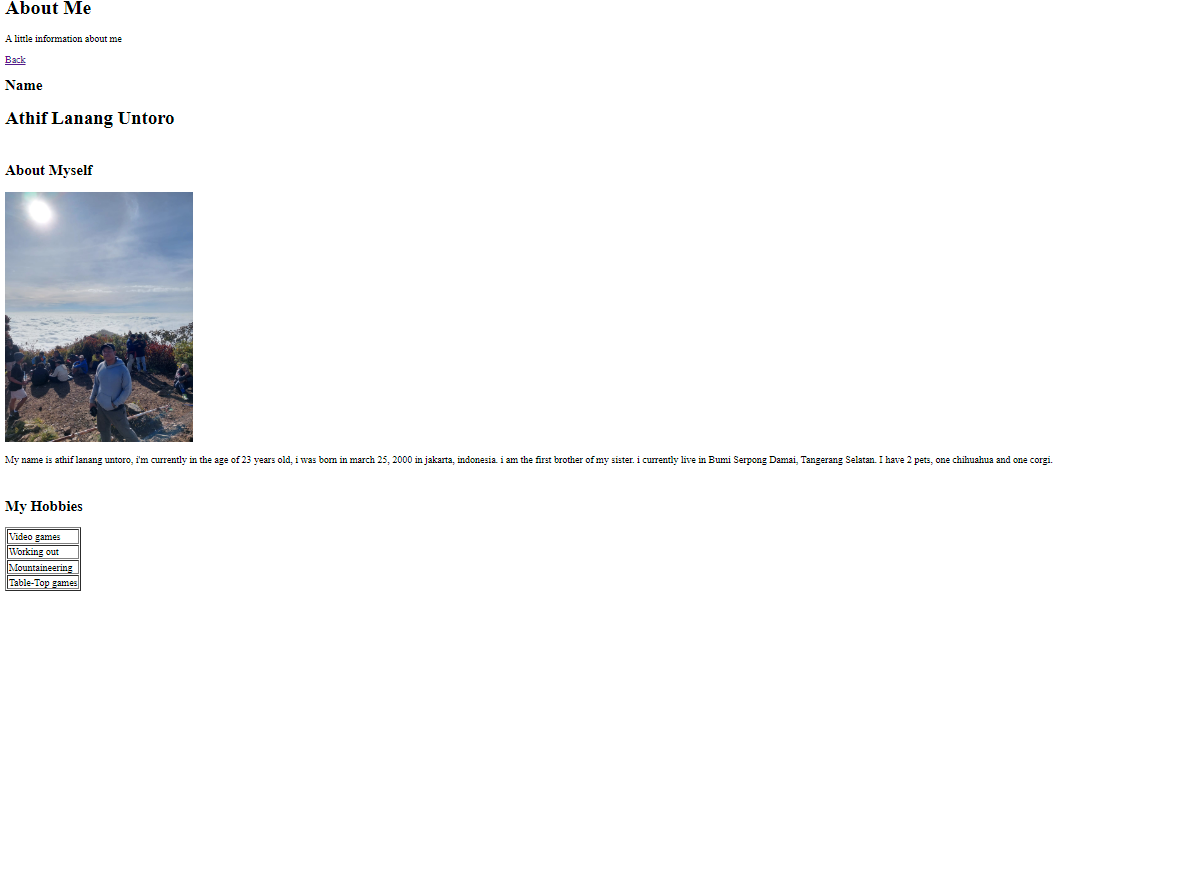 About Me
A little information about me
Back
Name
Athif Lanang Untoro
About Myself
My name is athif lanang untoro, i'm currently in the age of 23 years old, i was born in march 25, 2000 in jakarta, indonesia. i am the first brother of my sister. i currently live in Bumi Serpong Damai, Tangerang Selatan. I have 2 pets, one chihuahua and one corgi.
My Hobbies
Video games
Working out
Mountaineering
Table-Top games